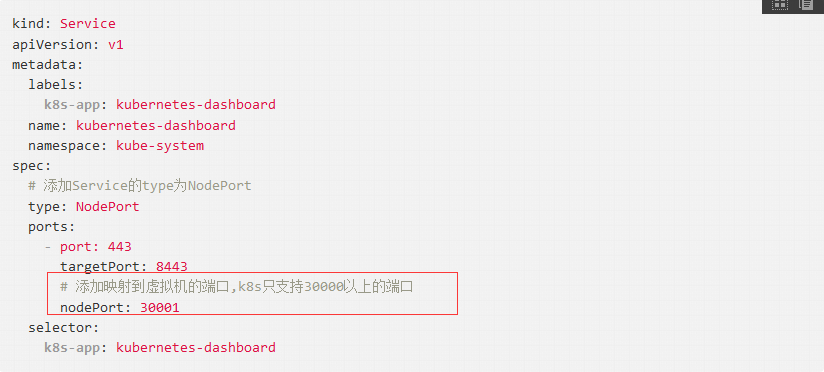 kind: Service
apiVersion: v1
metadata:
  labels:
    k8s-app: kubernetes-dashboard
  name: kubernetes-dashboard
  namespace: kube-system
spec:
  # 添加Service的type为NodePort
  type: NodePort
  ports:
    - port: 443
      targetPort: 8443
      # 添加映射到虚拟机的端口,k8s只支持30000以上的端口
      nodePort: 30001
  selector:
    k8s-app: kubernetes-dashboard